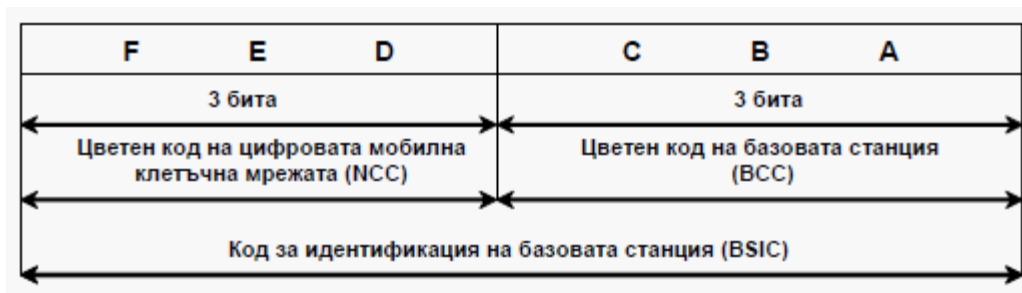 F E D C B A
3 бита 3 бита
Цветен код на цифровата мобилна
клетъчна мрежата (NCC)
Цветен код на базовата станция
(BCC)
Код за идентификация на базовата станция (BSIC)